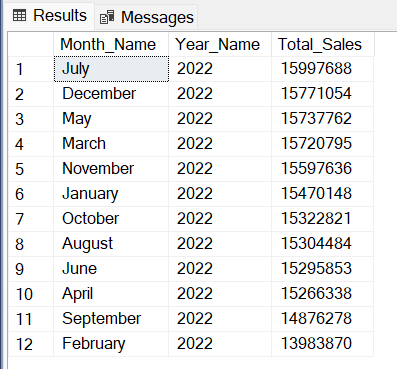 Results Messages
Month_Name Year_Name Total_Sales
1 July 2022 15997688
2 December 2022 15771054
3 May 2022 15737762
4 March 2022 15720795
5 November 2022 15597636
6 January 2022 15470148
7 October 2022 15322821
8 August 2022 15304484
9 June 2022 15295853
10 April 2022 15266338
11 September 2022 14876278
12 February 2022 13983870